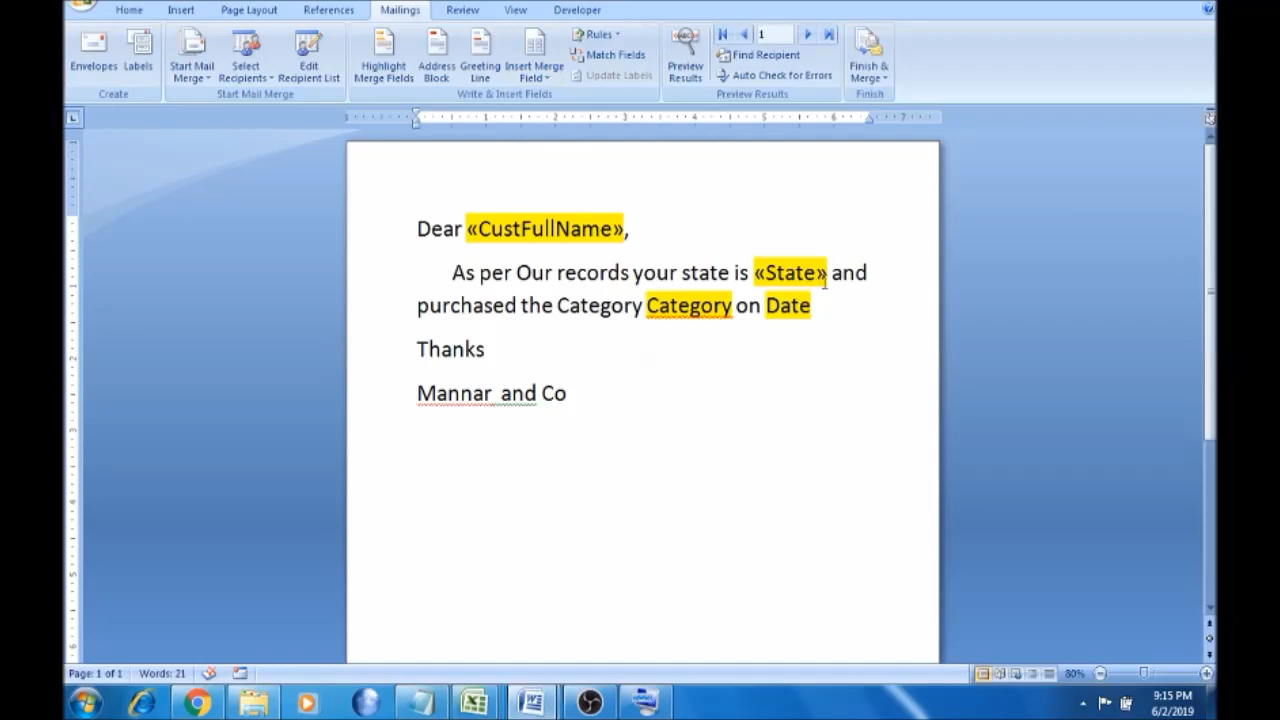 Home Insert Page Layout References Mailings Review View Developer
Envelopes Labels
Create
Start Mail Merge Select Recipients Edit Recipient List
Start Mail Merge
Highlight Merge Fields Address Block Greeting Line Insert Merge Field
Rules
Match Fields
Update Labels
Write & Insert Fields
Preview Results
1
Find Recipient
Auto Check for Errors
Preview Results
Finish & Merge
Finish
Dear «CustFullName»,
As per Our records your state is «State» and
purchased the Category Category on Date
Thanks
Mannar and Co
Page: 1 of 1 Words: 21 80%
9:15 PM
6/2/2019